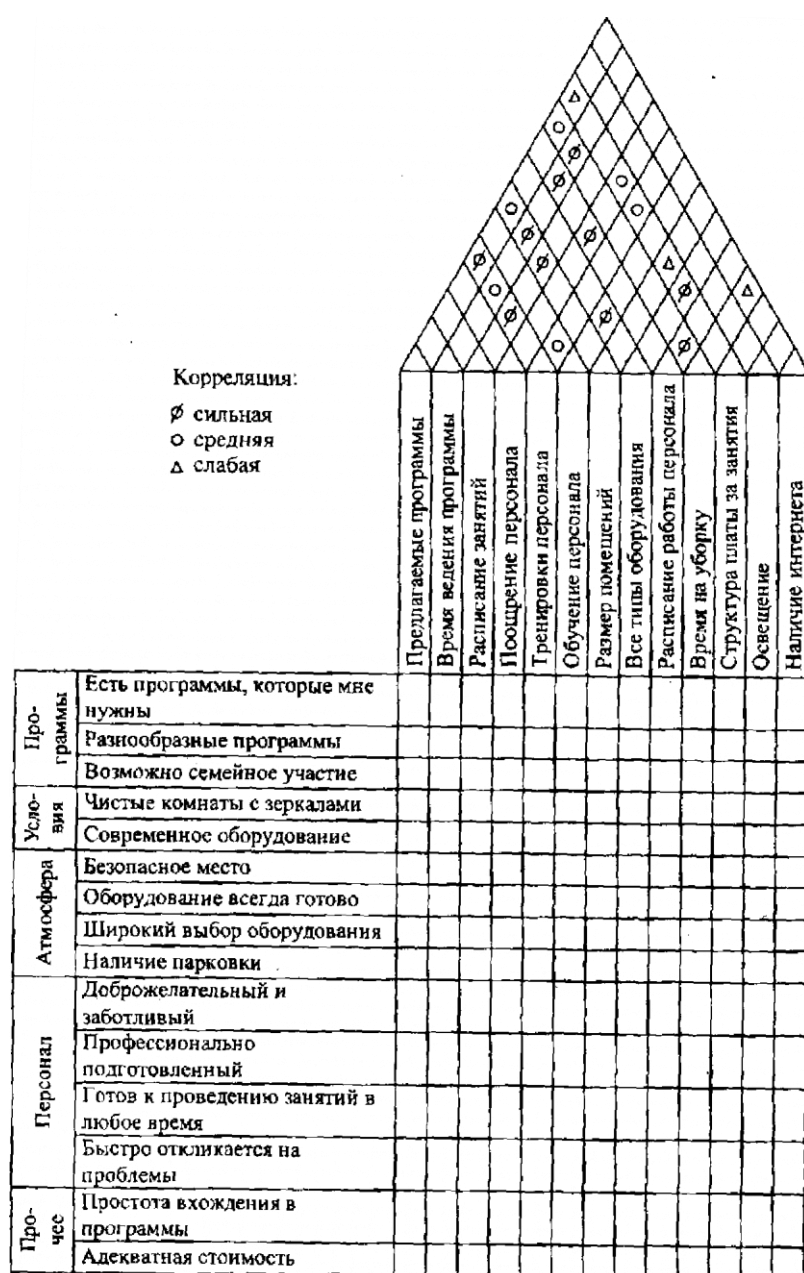 Корреляция:
сильная
средняя
слабая
Предлагаемые программы
Время ведения программы
Расписание занятий
Поощрение персонала
Тренировки персонала
Обучение персонала
Размер помещений
Все типы оборудования
Расписание работы персонала
Время на уборку
Структура платы за занятия
Освещение
Наличие интернета
Про-
граммы
Есть программы, которые мне
нужны
Разнообразные программы
Возможно семейное участие
Усло-
вия
Чистые комнаты с зеркалами
Современное оборудование
Атмосфера
Безопасное место
Оборудование всегда готово
Широкий выбор оборудования
Наличие парковки
Персонал
Доброжелательный и
заботливый
Профессионально
подготовленный
Готов к проведению занятий в
любое время
Быстро откликается на
проблемы
Про-
чее
Простота вхождения в
программы
Адекватная стоимость